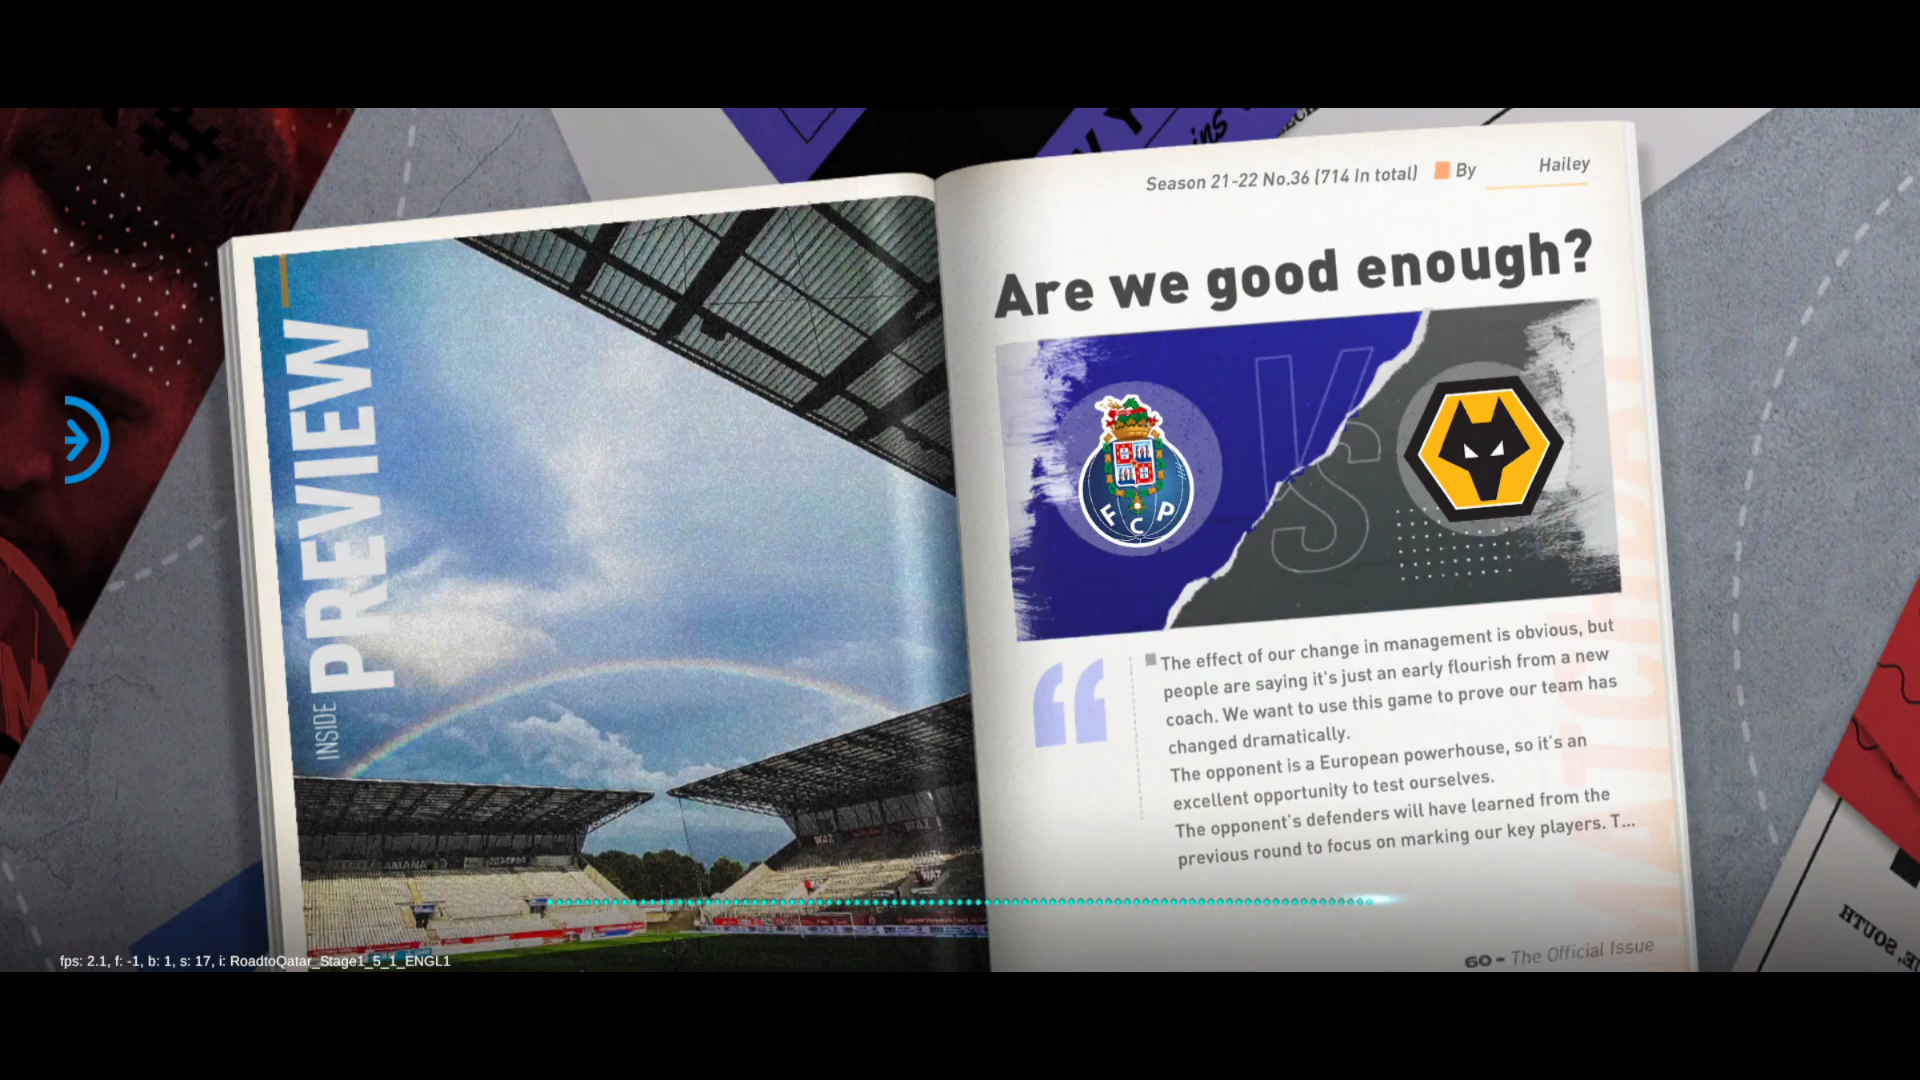 Season 21-22 No.36 (714 In total) By Hailey
Are we good enough?
INSIDE PREVIEW
VS
F C P
The effect of our change in management is obvious, but
people are saying it's just an early flourish from a new
coach. We want to use this game to prove our team has
changed dramatically.
The opponent is a European powerhouse, so it's an
excellent opportunity to test ourselves.
The opponent's defenders will have learned from the
previous round to focus on marking our key players. T...
60 - The Official Issue
fps: 2.1, f: -1, b: 1, s: 17, i: RoadtoQatar_Stage1_5_1_ENGL1